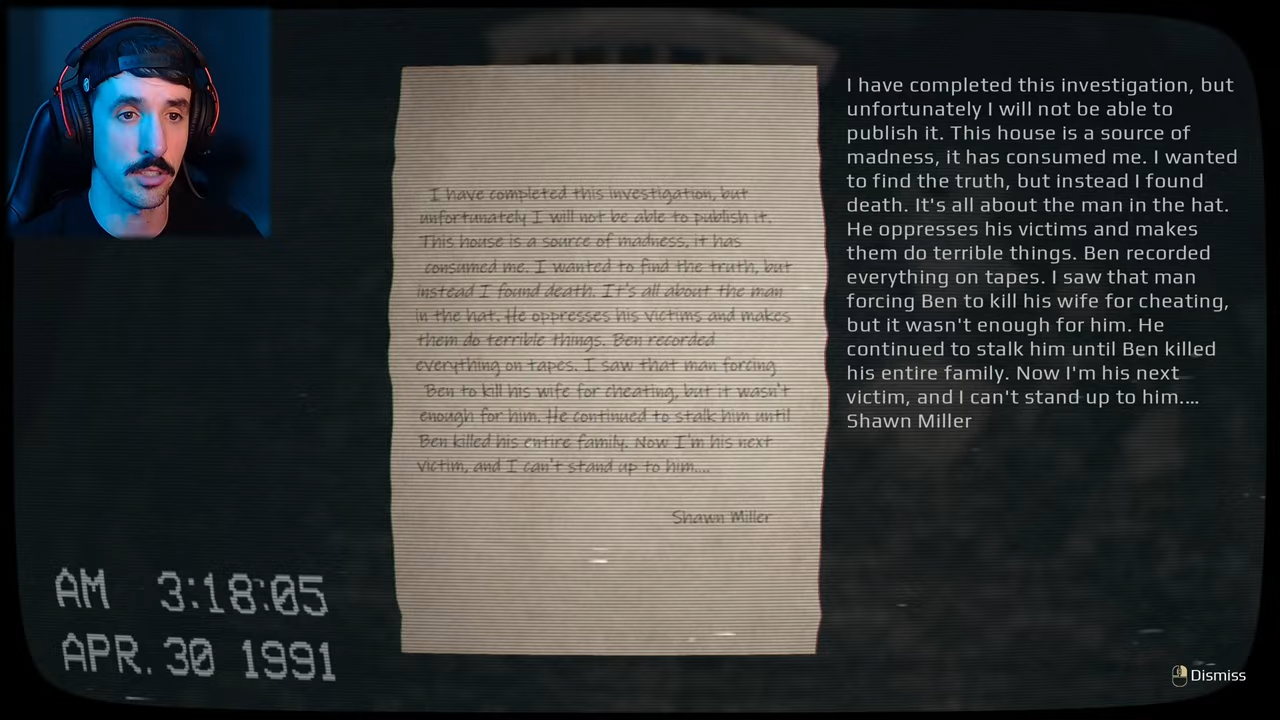 I have completed this investigation, but
unfortunately I will not be able to publish it.
This house is a source of madness, it has
consumed me. I wanted to find the truth, but
instead I found death. It's all about the man
in the hat. He oppresses his victims and makes
them do terrible things. Ben recorded
everything on tapes. I saw that man forcing
Ben to kill his wife for cheating, but it wasn't
enough for him. He continued to stalk him until
Ben killed his entire family. Now I'm his next
victim, and I can't stand up to him....
Shawn Miller
I have completed this investigation, but
unfortunately I will not be able to
publish it. This house is a source of
madness, it has consumed me. I wanted
to find the truth, but instead I found
death. It's all about the man in the hat.
He oppresses his victims and makes
them do terrible things. Ben recorded
everything on tapes. I saw that man
forcing Ben to kill his wife for cheating,
but it wasn't enough for him. He
continued to stalk him until Ben killed
his entire family. Now I'm his next
victim, and I can't stand up to him....
Shawn Miller
AM 3:18:05
APR. 30 1991
Dismiss